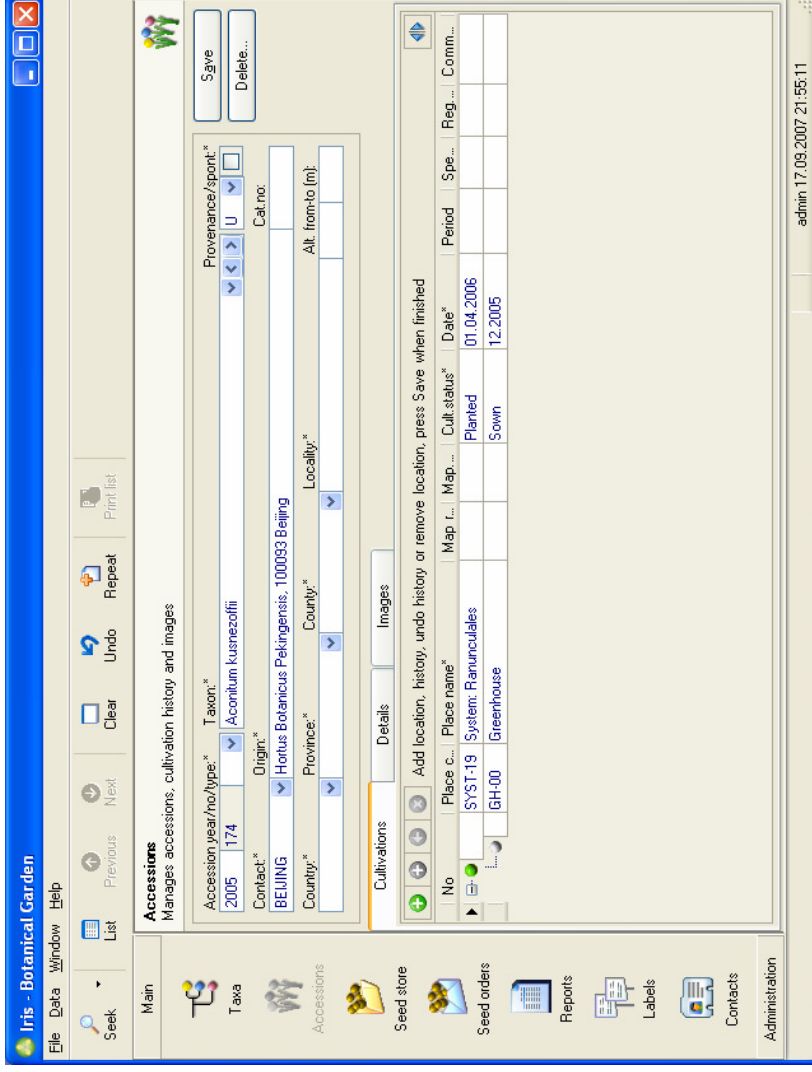 Iris - Botanical Garden
File Data Window Help
Seek List Previous Next Clear Undo Repeat Print list
Main
Taxa
Accessions
Seed store
Seed orders
Reports
Labels
Contacts
Administration
Accessions
Manages accessions, cultivation history and images
Save
Delete...
Accession year/no/type:* Taxon:* Provenance/spont:*
2005 174 Aconitum kusnezoffii U
Contact:* Origin:* Cat.no:
BEIJING Hortus Botanicus Pekingensis, 100093 Beijing
Country:* Province:* County:* Locality:* Alt. from-to (m):
Cultivations Details Images
Add location, history, undo history or remove location, press Save when finished
No Place c... Place name* Map r... Map... Cult.status* Date* Period Spe... Reg... Comm...
SYST-19 System: Ranunculales Planted 01.04.2006
GH-00 Greenhouse Sown 12.2005
admin 17.09.2007 21:55:11